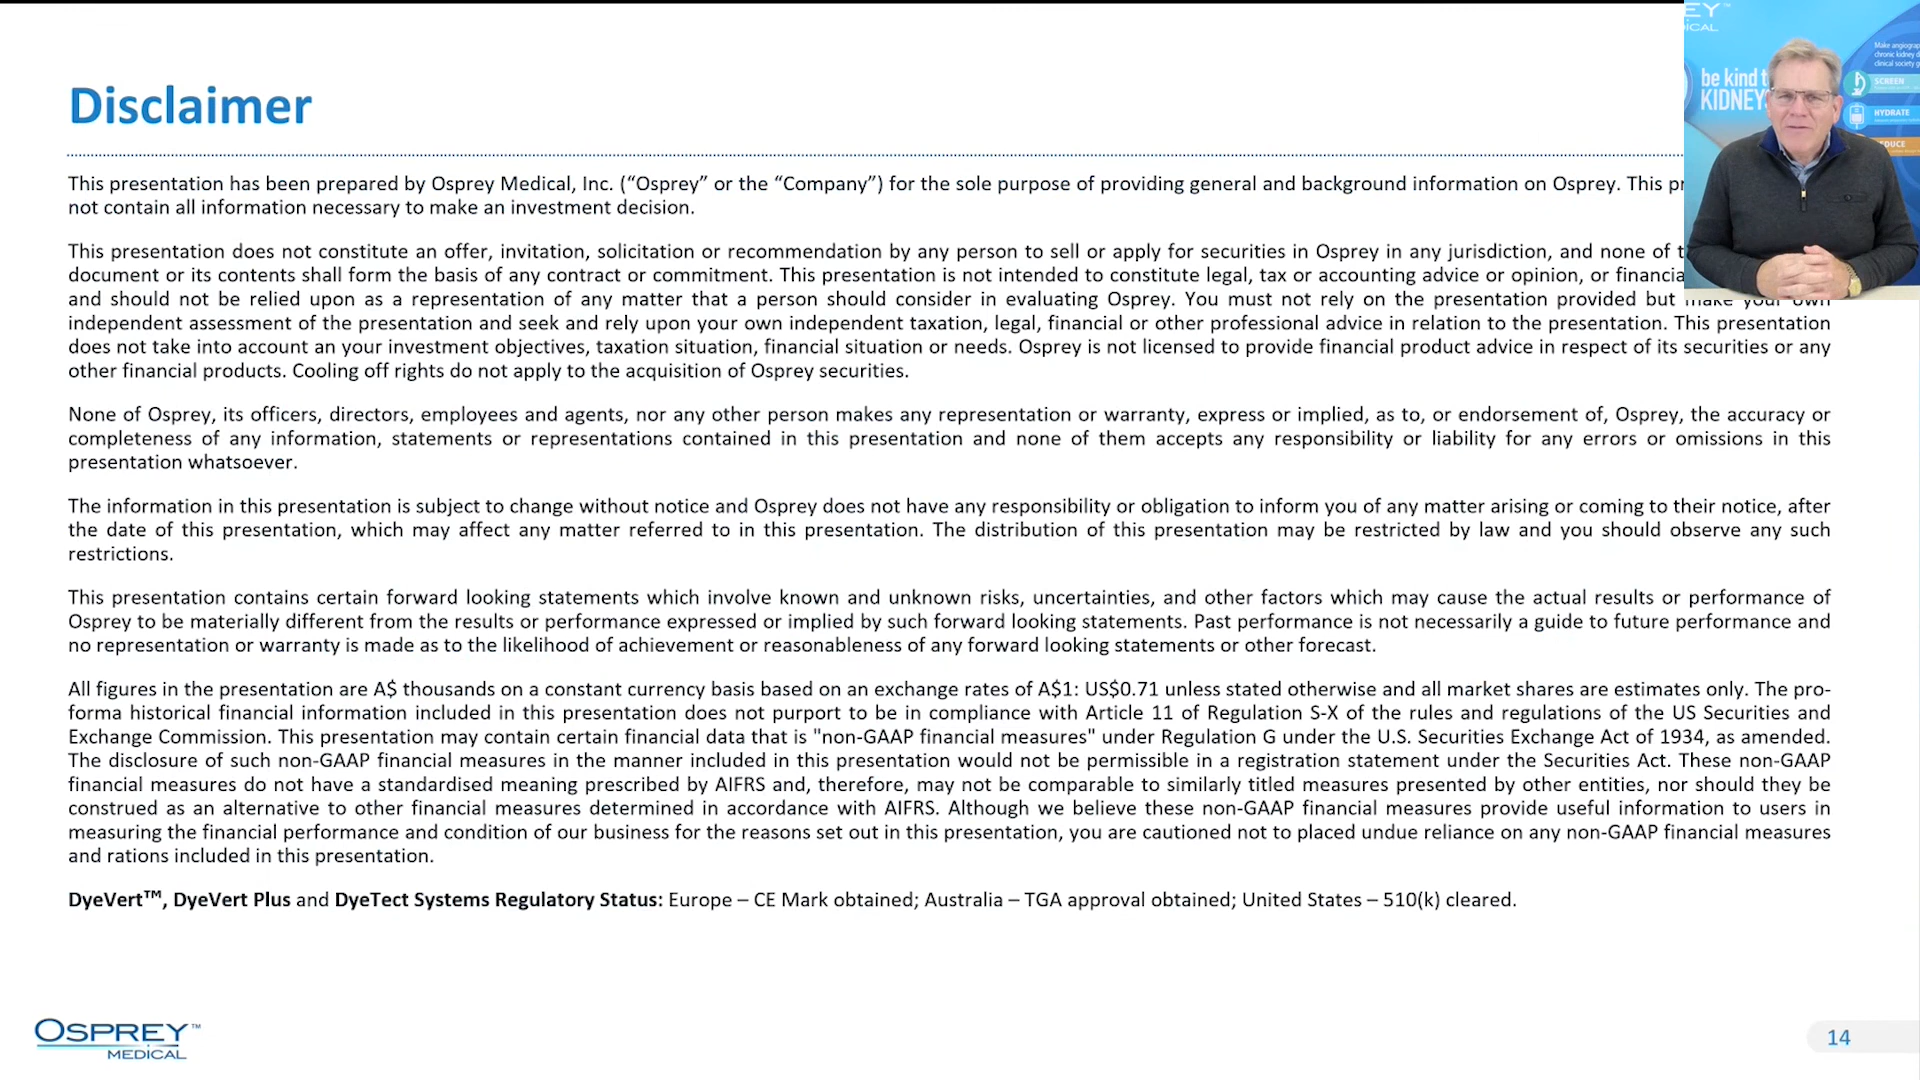 EY™
ICAL
Make angiograp
chronic kidney d
clinical society g
be kind t
KIDNEY
SCREEN
HYDRATE
DUCE
Disclaimer
This presentation has been prepared by Osprey Medical, Inc. (“Osprey” or the “Company”) for the sole purpose of providing general and background information on Osprey. This pr
not contain all information necessary to make an investment decision.
This presentation does not constitute an offer, invitation, solicitation or recommendation by any person to sell or apply for securities in Osprey in any jurisdiction, and none of t
document or its contents shall form the basis of any contract or commitment. This presentation is not intended to constitute legal, tax or accounting advice or opinion, or financia
and should not be relied upon as a representation of any matter that a person should consider in evaluating Osprey. You must not rely on the presentation provided but make your own
independent assessment of the presentation and seek and rely upon your own independent taxation, legal, financial or other professional advice in relation to the presentation. This presentation
does not take into account an your investment objectives, taxation situation, financial situation or needs. Osprey is not licensed to provide financial product advice in respect of its securities or any
other financial products. Cooling off rights do not apply to the acquisition of Osprey securities.
None of Osprey, its officers, directors, employees and agents, nor any other person makes any representation or warranty, express or implied, as to, or endorsement of, Osprey, the accuracy or
completeness of any information, statements or representations contained in this presentation and none of them accepts any responsibility or liability for any errors or omissions in this
presentation whatsoever.
The information in this presentation is subject to change without notice and Osprey does not have any responsibility or obligation to inform you of any matter arising or coming to their notice, after
the date of this presentation, which may affect any matter referred to in this presentation. The distribution of this presentation may be restricted by law and you should observe any such
restrictions.
This presentation contains certain forward looking statements which involve known and unknown risks, uncertainties, and other factors which may cause the actual results or performance of
Osprey to be materially different from the results or performance expressed or implied by such forward looking statements. Past performance is not necessarily a guide to future performance and
no representation or warranty is made as to the likelihood of achievement or reasonableness of any forward looking statements or other forecast.
All figures in the presentation are A$ thousands on a constant currency basis based on an exchange rates of A$1: US$0.71 unless stated otherwise and all market shares are estimates only. The pro-
forma historical financial information included in this presentation does not purport to be in compliance with Article 11 of Regulation S-X of the rules and regulations of the US Securities and
Exchange Commission. This presentation may contain certain financial data that is "non-GAAP financial measures" under Regulation G under the U.S. Securities Exchange Act of 1934, as amended.
The disclosure of such non-GAAP financial measures in the manner included in this presentation would not be permissible in a registration statement under the Securities Act. These non-GAAP
financial measures do not have a standardised meaning prescribed by AIFRS and, therefore, may not be comparable to similarly titled measures presented by other entities, nor should they be
construed as an alternative to other financial measures determined in accordance with AIFRS. Although we believe these non-GAAP financial measures provide useful information to users in
measuring the financial performance and condition of our business for the reasons set out in this presentation, you are cautioned not to placed undue reliance on any non-GAAP financial measures
and rations included in this presentation.
DyeVert™, DyeVert Plus and DyeTect Systems Regulatory Status: Europe – CE Mark obtained; Australia – TGA approval obtained; United States – 510(k) cleared.
OSPREY™
MEDICAL
14